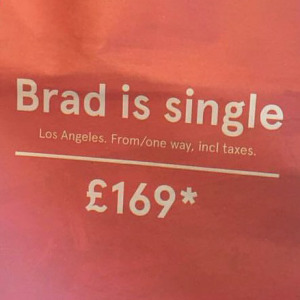 Brad is single
Los Angeles. From/one way, incl taxes.
£169*